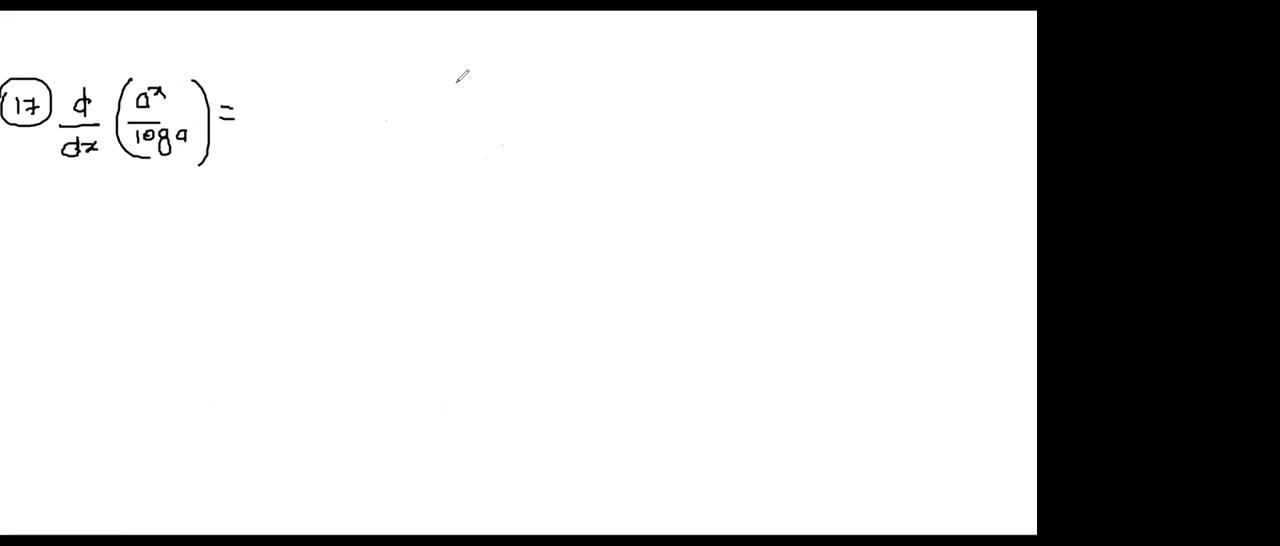 (17) d/dx (a^x/log a) =